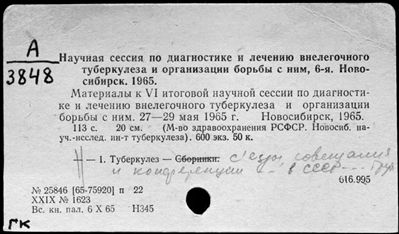 А
3848
Научная сессия по диагностике и лечению внелегочного
туберкулеза и организации борьбы с ним, 6-я. Ново-
сибирск. 1965.
Материалы к VI итоговой научной сессии по диагности-
ке и лечению внелегочного туберкулеза и организации
борьбы с ним. 27—29 мая 1965 г. Новосибирск, 1965.
113 с. 20 см. (М-во здравоохранения РСФСР. Новосиб. на-
уч.-исслед. ин-т туберкулеза). 600 экз. 50 к.
— 1. Туберкулез — Сборники: съезды, совещания
и конференции в СССР
616.995
№ 25846 [65-75920] п 22
XXIX № 1623
Вс. кн. пал. 6 X 65 Н345
ГК